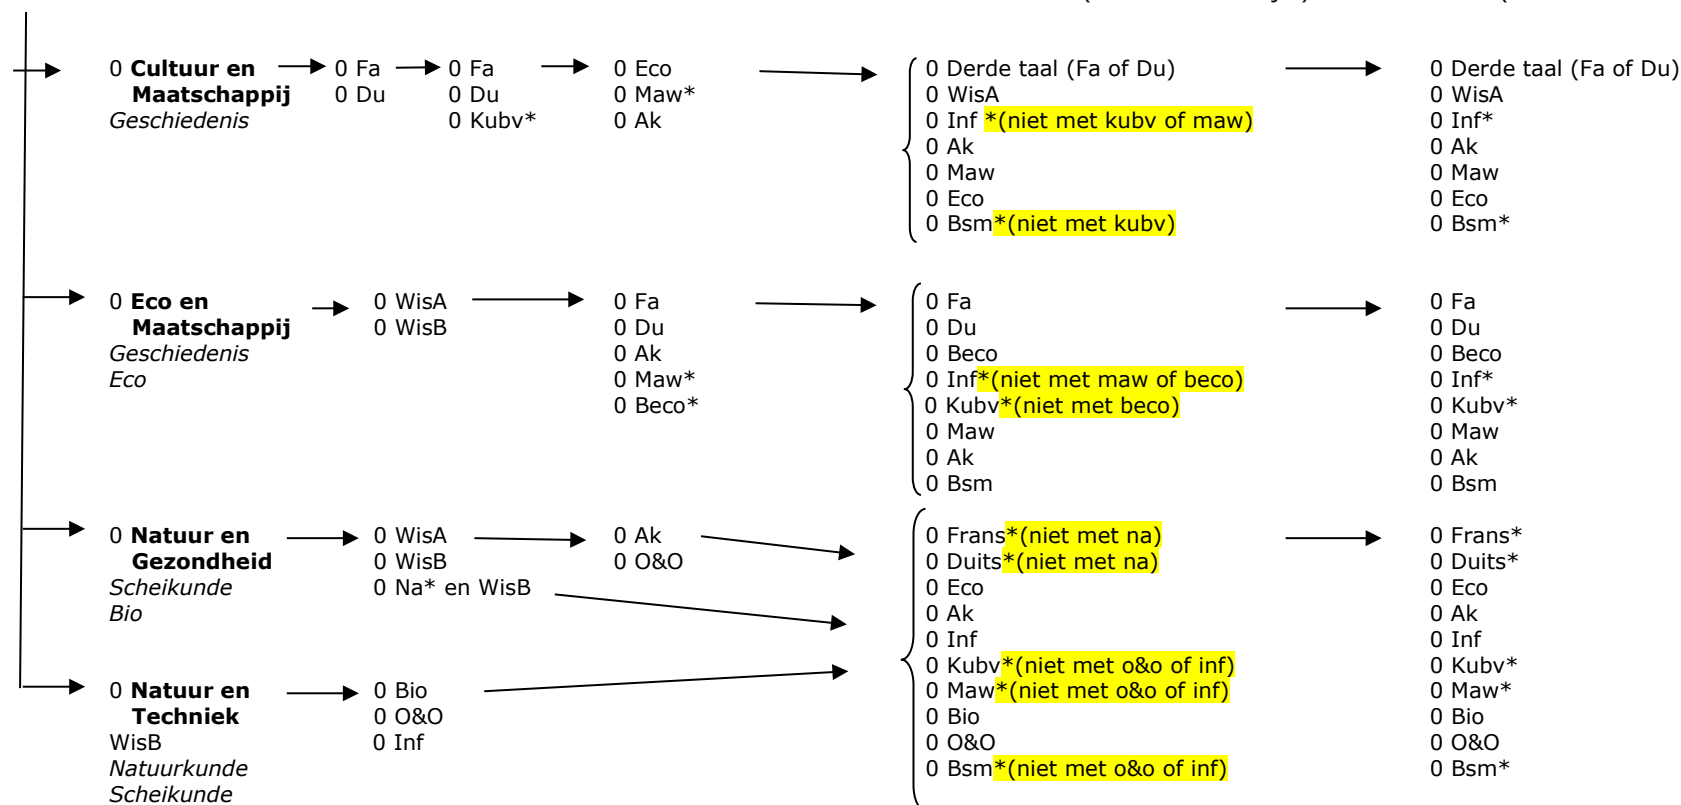 0 Cultuur en 0 Fa 0 Fa 0 Eco 0 Derde taal (Fa of Du) 0 Derde taal (Fa of Du)
Maatschappij 0 Du 0 Du 0 Maw* 0 WisA 0 WisA
Geschiedenis 0 Kubv* 0 Ak 0 Inf *(niet met kubv of maw) 0 Inf*
0 Ak 0 Ak
0 Maw 0 Maw
0 Eco 0 Eco
0 Bsm*(niet met kubv) 0 Bsm*
0 Eco en 0 WisA 0 Fa 0 Fa 0 Fa
Maatschappij 0 WisB 0 Du 0 Du 0 Du
Geschiedenis 0 Ak 0 Beco 0 Beco
Eco 0 Maw* 0 Inf*(niet met maw of beco) 0 Inf*
0 Beco* 0 Kubv*(niet met beco) 0 Kubv*
0 Maw 0 Maw
0 Ak 0 Ak
0 Bsm 0 Bsm
0 Natuur en 0 WisA 0 Ak 0 Frans*(niet met na) 0 Frans*
Gezondheid 0 WisB 0 O&O 0 Duits*(niet met na) 0 Duits*
Scheikunde 0 Na* en WisB 0 Eco 0 Eco
Bio 0 Ak 0 Ak
0 Inf 0 Inf
0 Kubv*(niet met o&o of inf) 0 Kubv*
0 Natuur en 0 Bio 0 Maw*(niet met o&o of inf) 0 Maw*
Techniek 0 O&O 0 Bio 0 Bio
WisB 0 Inf 0 O&O 0 O&O
Natuurkunde 0 Bsm*(niet met o&o of inf) 0 Bsm*
Scheikunde